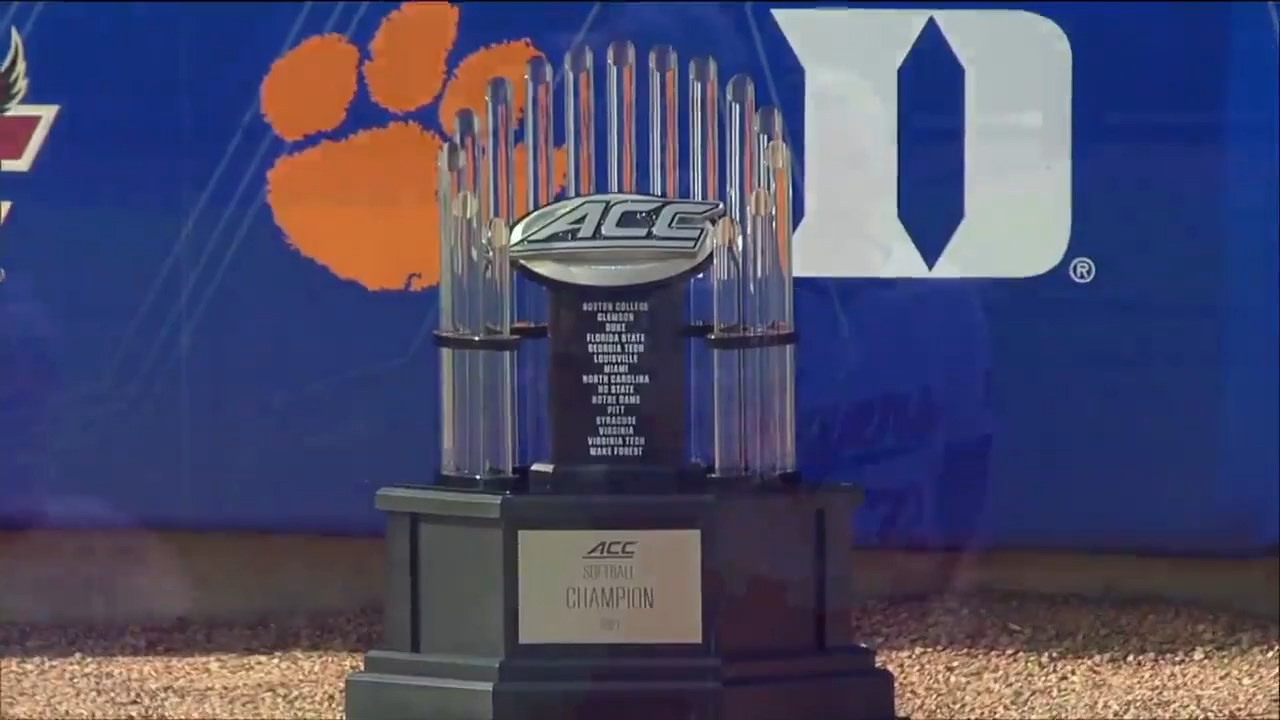 D
®
ACC
BOSTON COLLEGE
CLEMSON
DUKE
FLORIDA STATE
GEORGIA TECH
LOUISVILLE
MIAMI
NORTH CAROLINA
NC STATE
NOTRE DAME
PITT
SYRACUSE
VIRGINIA
VIRGINIA TECH
WAKE FOREST
ACC
SOFTBALL
CHAMPION